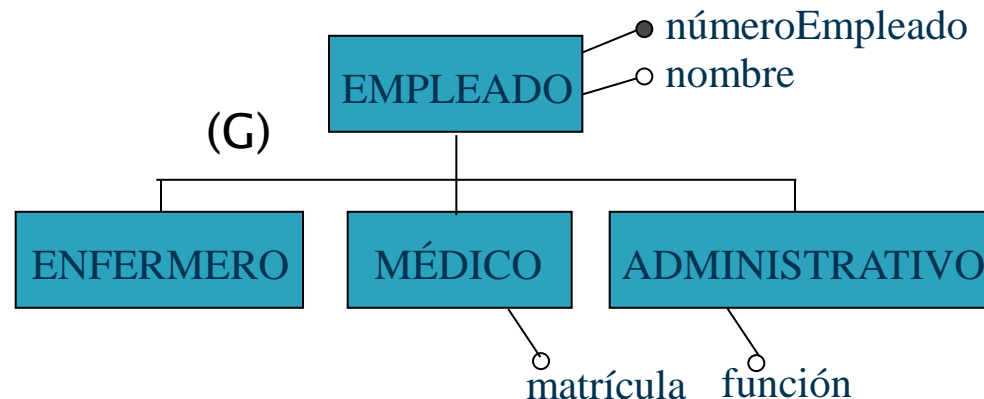 númeroEmpleado
EMPLEADO
nombre
(G)
ENFERMERO
MÉDICO
ADMINISTRATIVO
matrícula
función